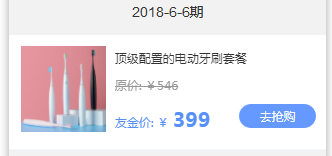 2018-6-6期
顶级配置的电动牙刷套餐
原价: ￥546
友金价: ￥ 399
去抢购